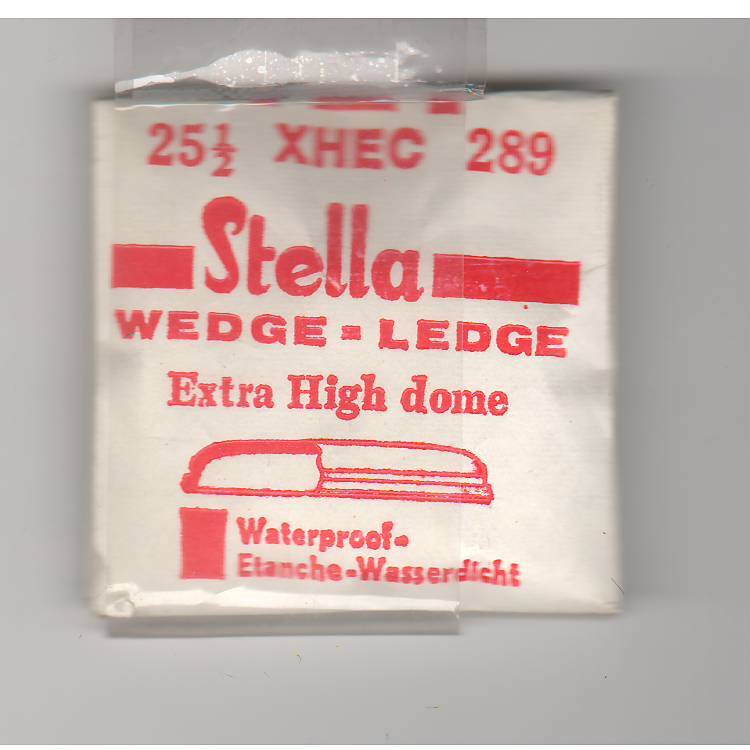 25½ XHEC 289
Stella
WEDGE - LEDGE
Extra High dome
Waterproof-
Etanche-Wasserdicht